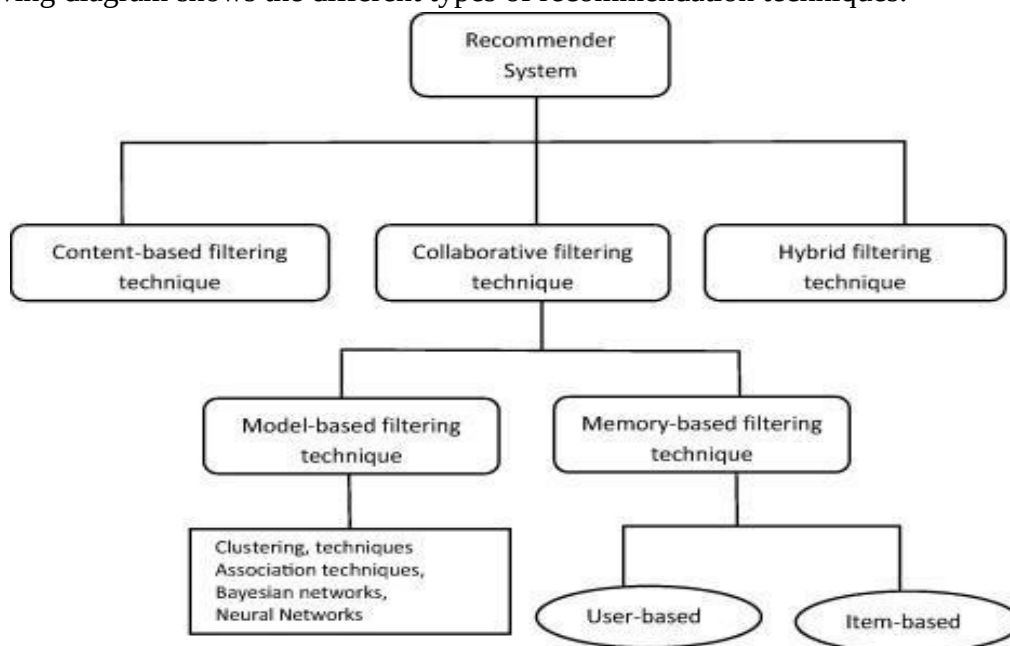 diagram shows the different types of recommendation techniques.
Recommender
System
Content-based filtering
technique
Collaborative filtering
technique
Hybrid filtering
technique
Model-based filtering
technique
Memory-based filtering
technique
Clustering, techniques
Association techniques,
Bayesian networks,
Neural Networks
User-based
Item-based